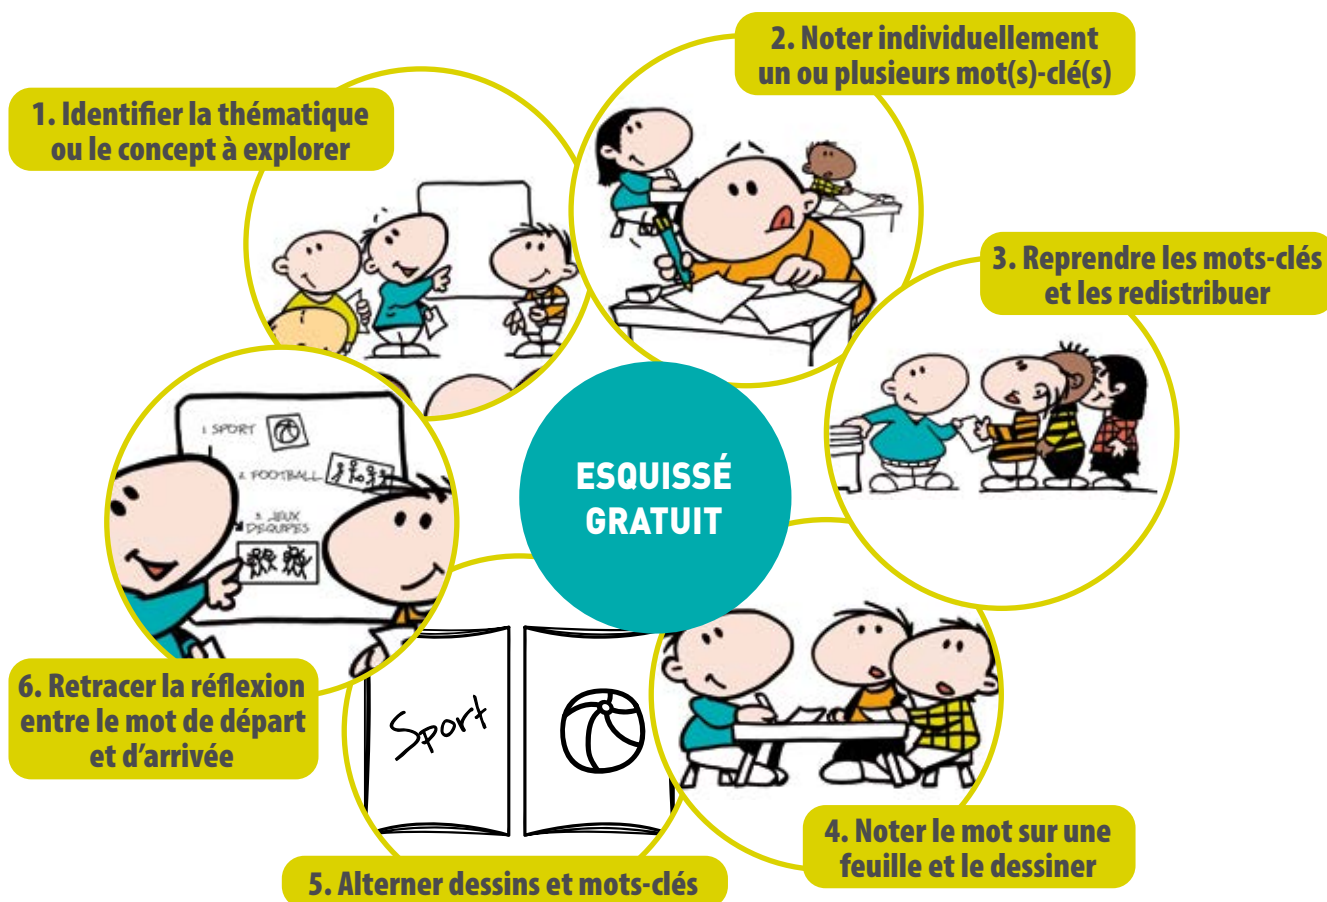 1. Identifier la thématique
ou le concept à explorer
2. Noter individuellement
un ou plusieurs mot(s)-clé(s)
3. Reprendre les mots-clés
et les redistribuer
ESQUISSÉ
GRATUIT
4. Noter le mot sur une
feuille et le dessiner
Sport
5. Alterner dessins et mots-clés
1. SPORT
2. FOOTBALL
3. JEUX
D'EQUIPES
6. Retracer la réflexion
entre le mot de départ
et d'arrivée